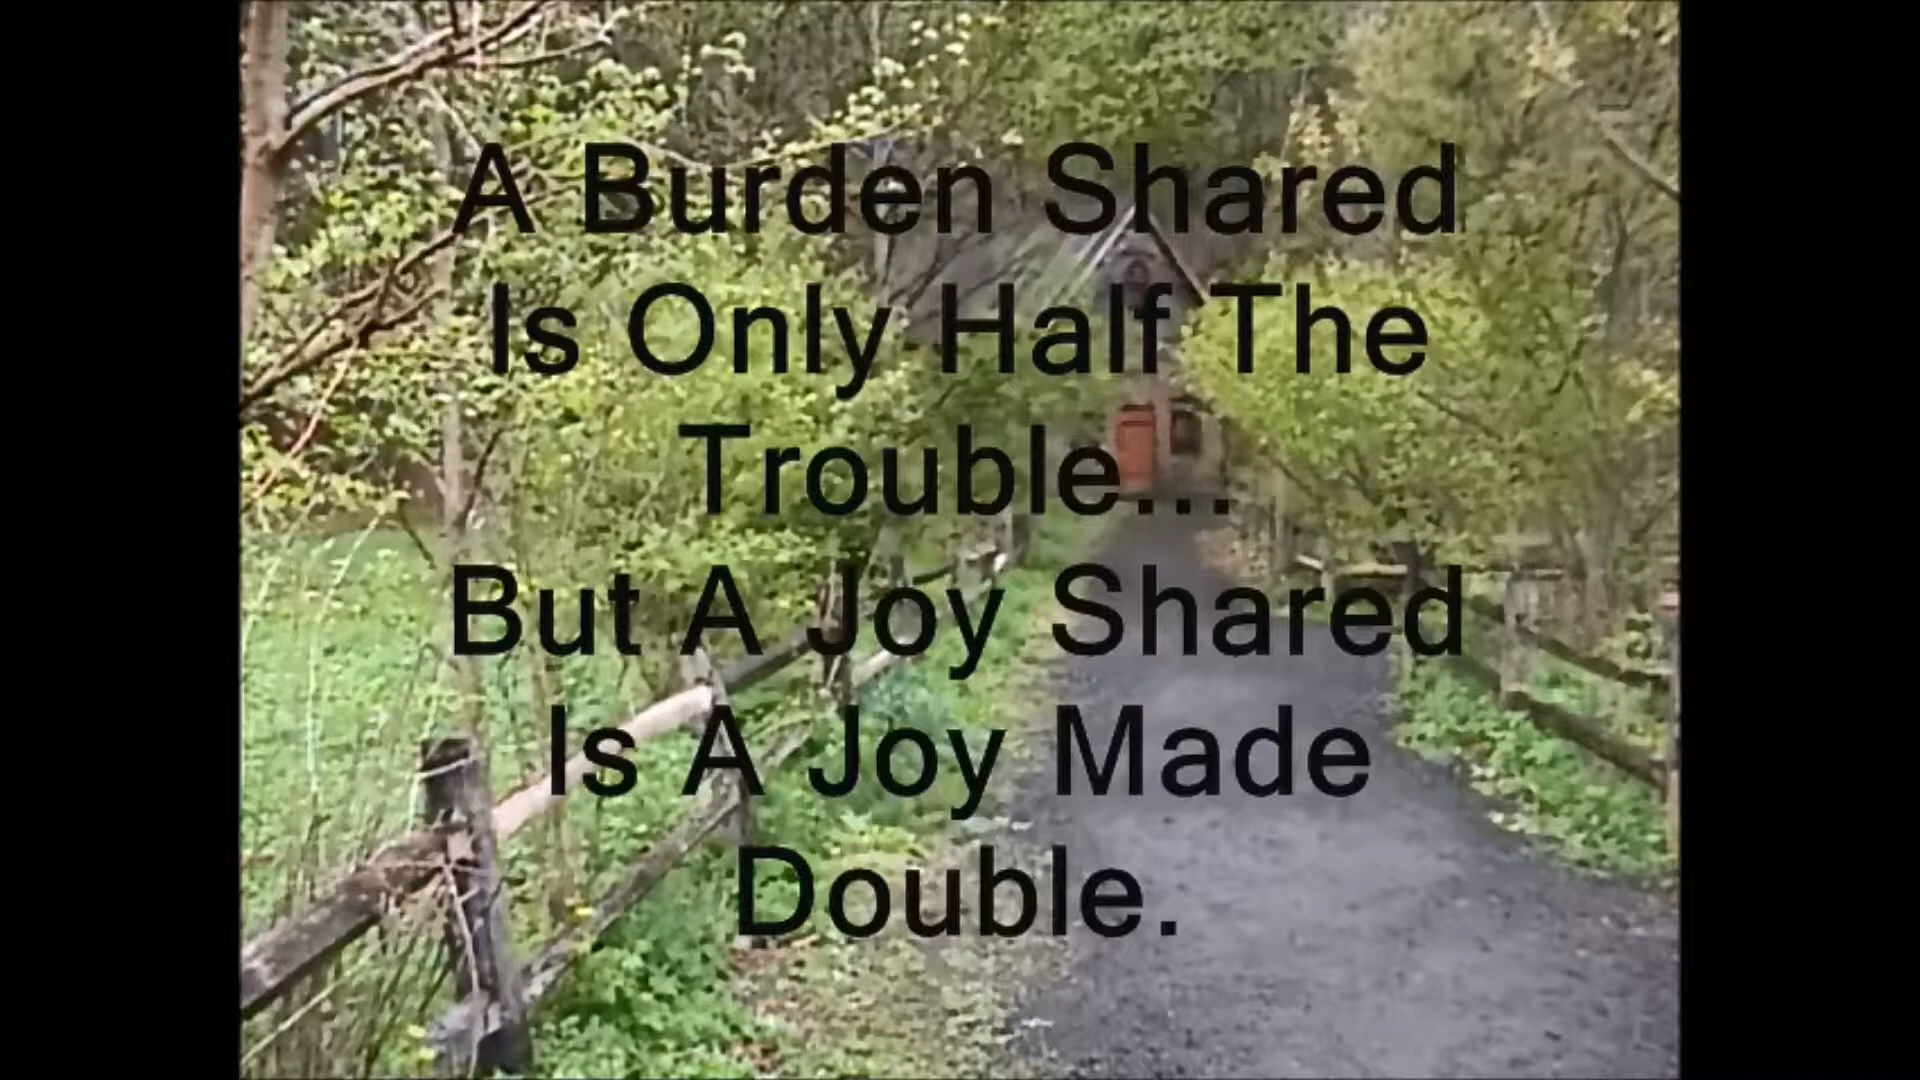 A Burden Shared
Is Only Half The
Trouble...
But A Joy Shared
Is A Joy Made
Double.